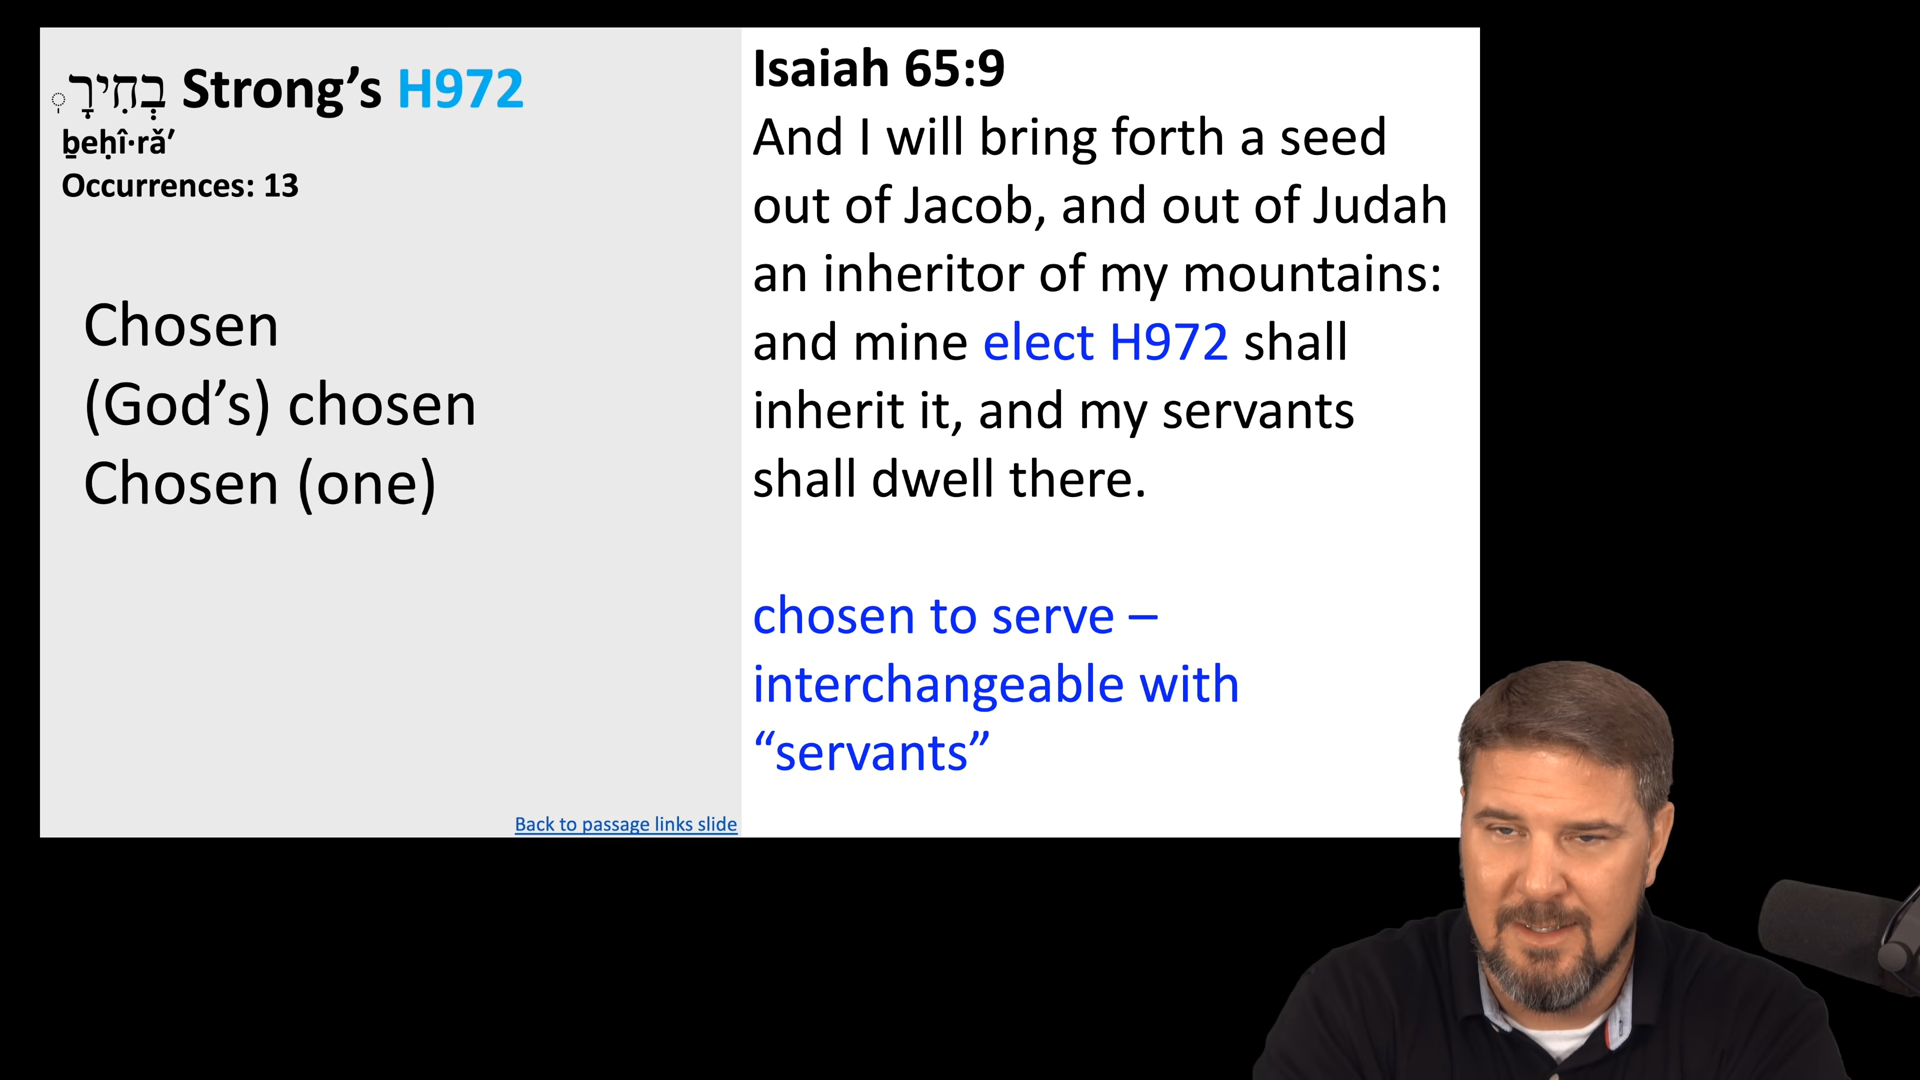 בְּחִירָ֖ Strong’s H972
ḇeḥî·rǎ′
Occurrences: 13
Chosen
(God’s) chosen
Chosen (one)
Back to passage links slide
Isaiah 65:9
And I will bring forth a seed
out of Jacob, and out of Judah
an inheritor of my mountains:
and mine elect H972 shall
inherit it, and my servants
shall dwell there.
chosen to serve –
interchangeable with
“servants”